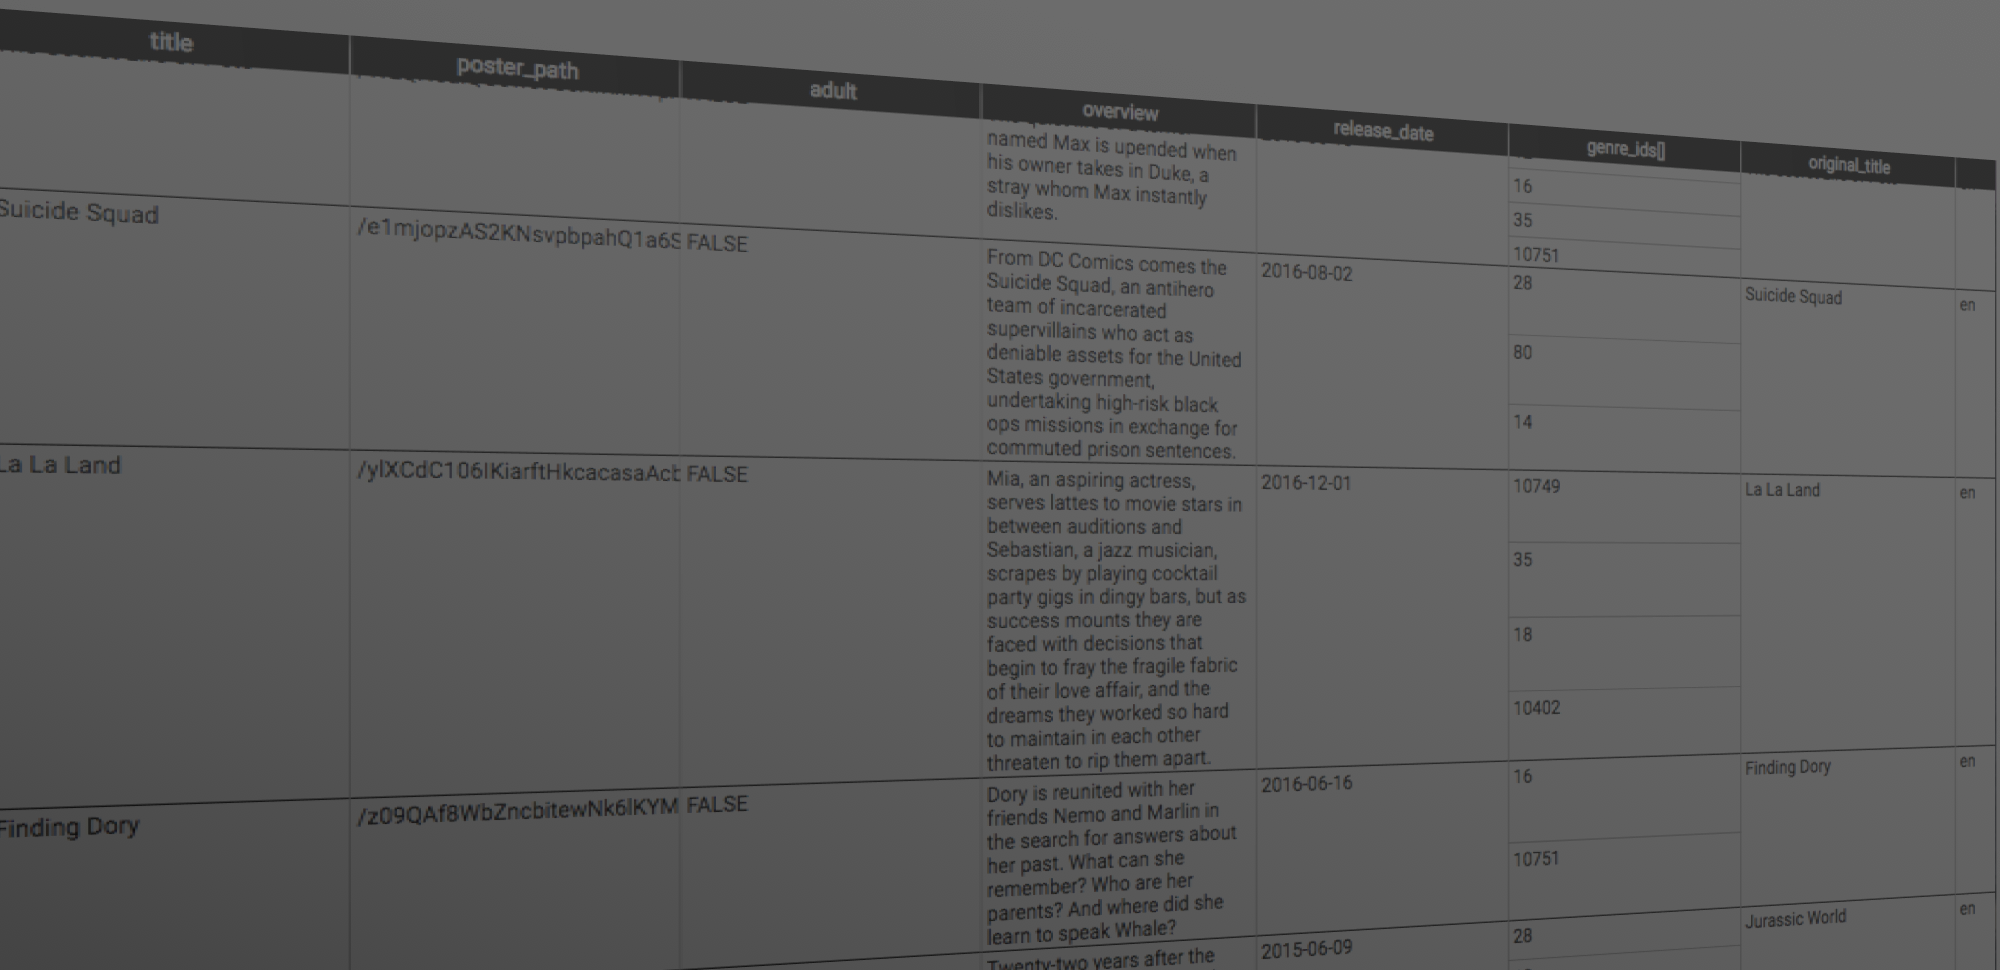 title poster_path adult overview release_date genre_ids[] original_title
named Max is upended when
his owner takes in Duke, a
stray whom Max instantly
dislikes.
16
35
10751
Suicide Squad
/e1mjopzAS2KNsvpbpahQ1a6S
FALSE
From DC Comics comes the
Suicide Squad, an antihero
team of incarcerated
supervillains who act as
deniable assets for the United
States government,
undertaking high-risk black
ops missions in exchange for
commuted prison sentences.
2016-08-02
28
80
14
Suicide Squad
en
La La Land
/ylXCdC106IKiarftHkcacasaAcb
FALSE
Mia, an aspiring actress,
serves lattes to movie stars in
between auditions and
Sebastian, a jazz musician,
scrapes by playing cocktail
party gigs in dingy bars, but as
success mounts they are
faced with decisions that
begin to fray the fragile fabric
of their love affair, and the
dreams they worked so hard
to maintain in each other
threaten to rip them apart.
2016-12-01
10749
35
18
10402
La La Land
en
Finding Dory
/z09QAf8WbZncbitewNk6lKYM
FALSE
Dory is reunited with her
friends Nemo and Marlin in
the search for answers about
her past. What can she
remember? Who are her
parents? And where did she
learn to speak Whale?
2016-06-16
16
10751
Finding Dory
en
Twenty-two years after the
2015-06-09
28
Jurassic World
en